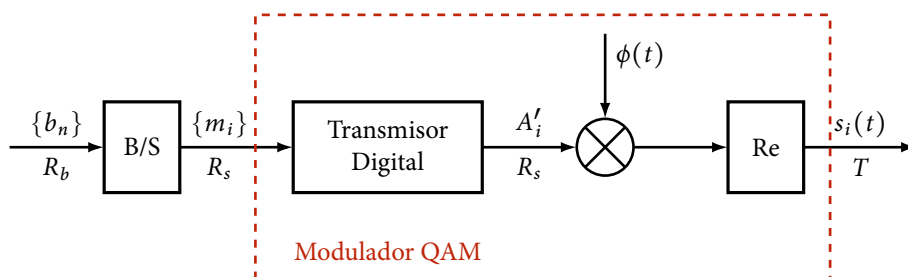 ϕ(t)
{b_n}
R_b
B/S
{m_i}
R_s
Transmisor
Digital
A'_i
R_s
Re
s_i(t)
T
Modulador QAM